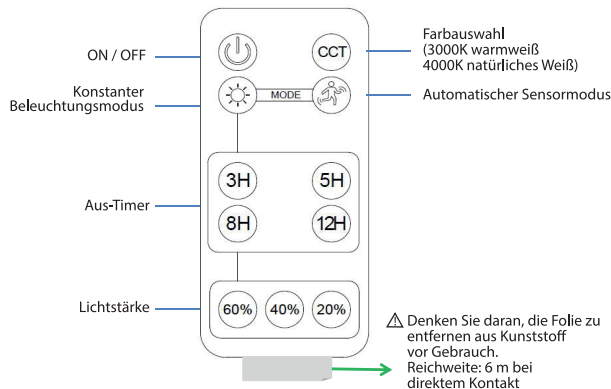 ON / OFF
CCT
Farbauswahl
(3000K warmweiß
4000K natürliches Weiß)
Konstanter
Beleuchtungsmodus
MODE
Automatischer Sensormodus
Aus-Timer
3H
5H
8H
12H
Lichtstärke
60%
40%
20%
⚠ Denken Sie daran, die Folie zu
entfernen aus Kunststoff
vor Gebrauch.
Reichweite: 6 m bei
direktem Kontakt